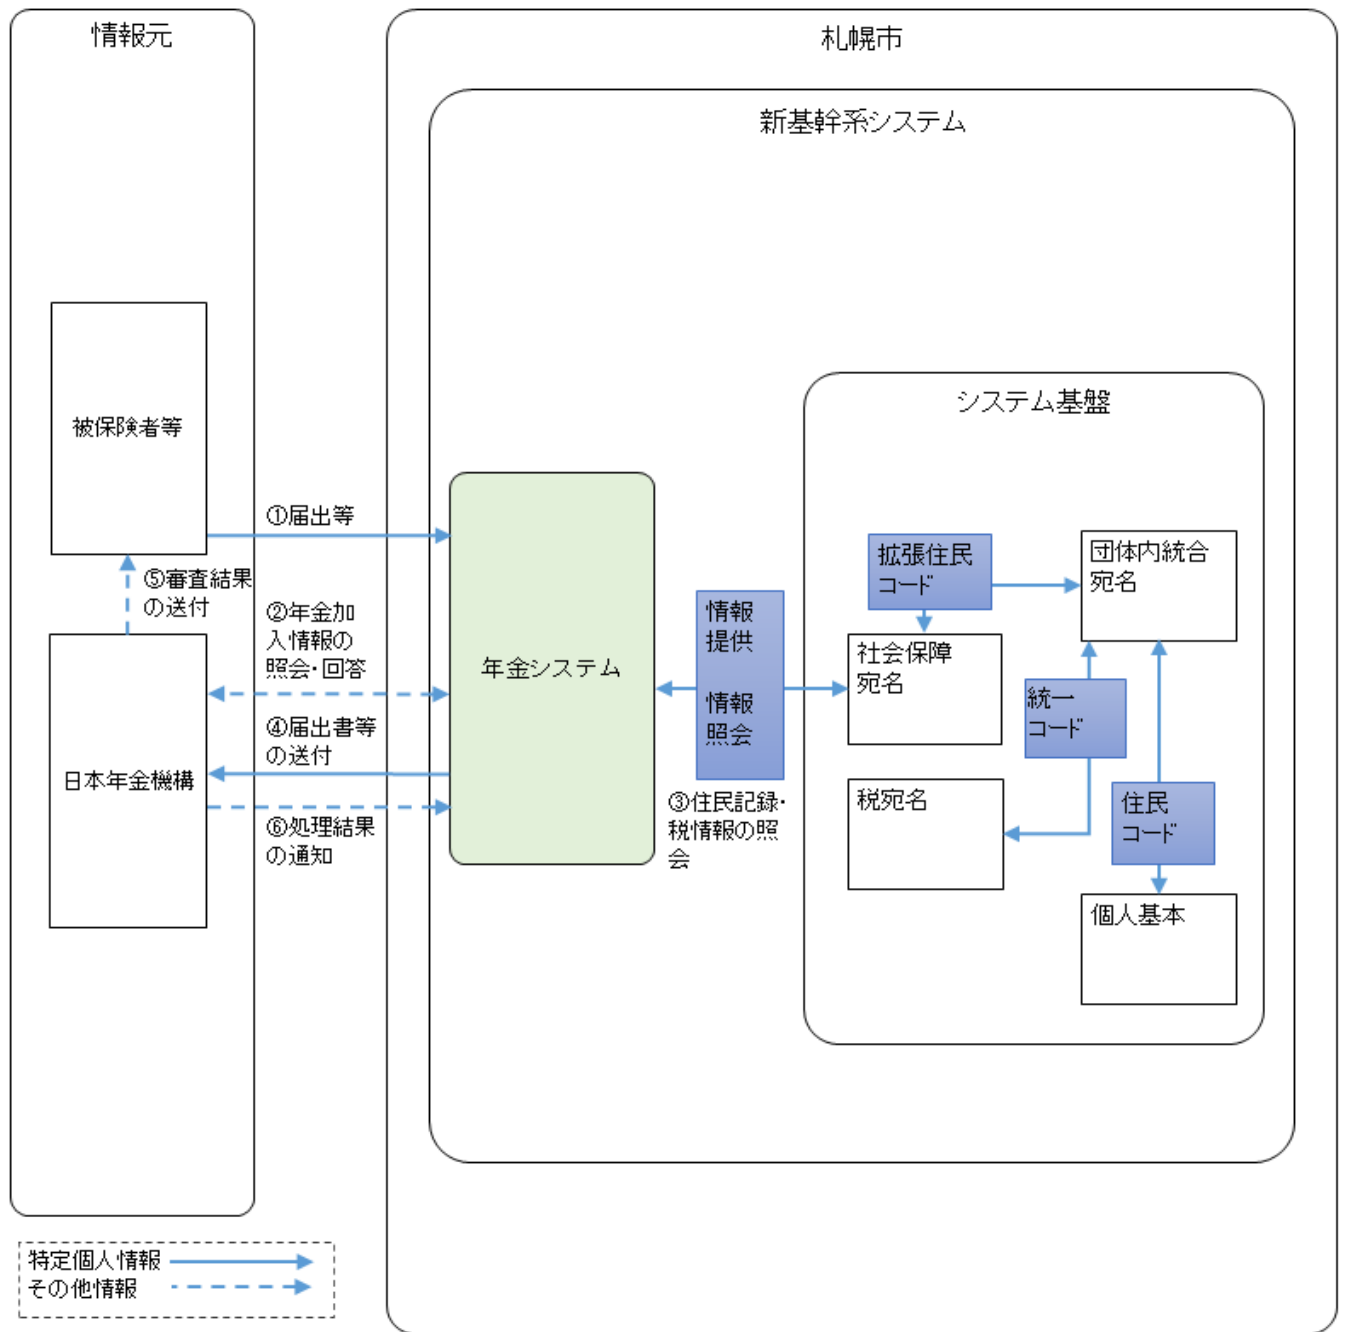 情報元
札幌市
新基幹系システム
システム基盤
被保険者等
①届出等
⑤審査結果
の送付
②年金加
入情報の
照会・回答
④届出書等
の送付
日本年金機構
⑥処理結果
の通知
年金システム
情報
提供
情報
照会
③住民記録・
税情報の照
会
拡張住民
コード
団体内統合
宛名
社会保障
宛名
統一
コード
税宛名
住民
コード
個人基本
特定個人情報
その他情報